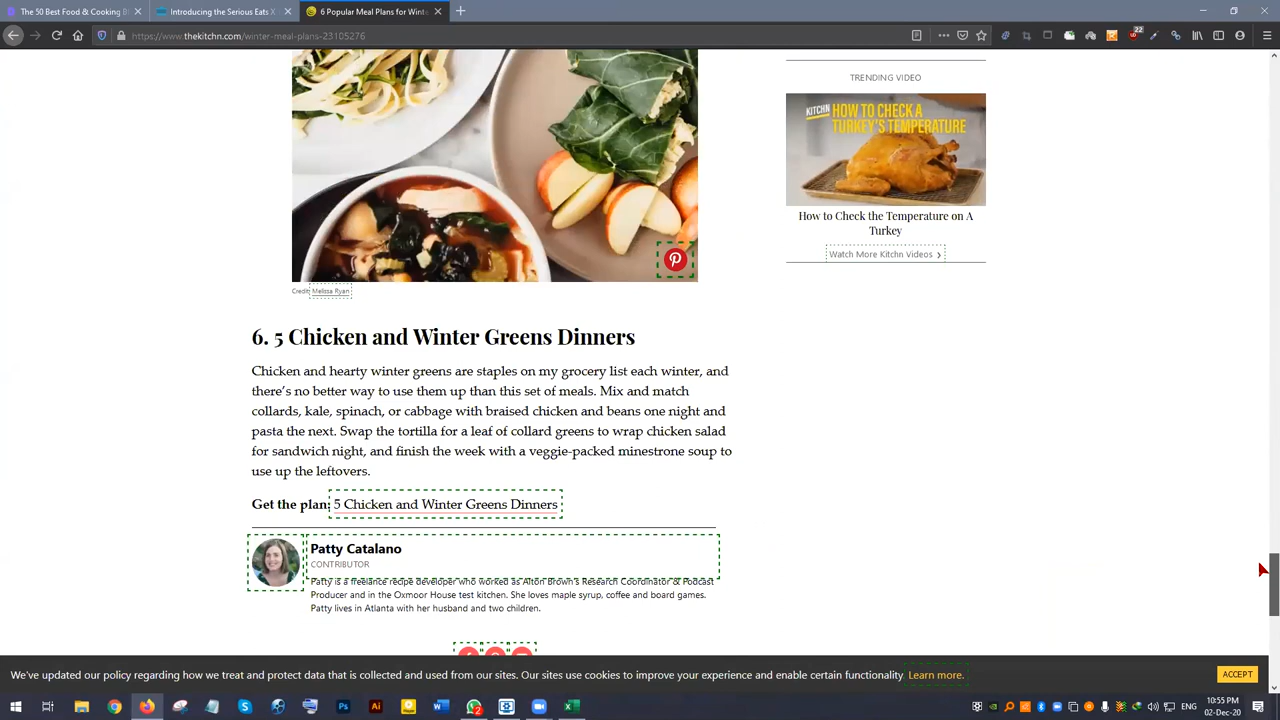 The 50 Best Food & Cooking Bl
Introducing the Serious Eats X
6 Popular Meal Plans for Winte
https://www.thekitchn.com/winter-meal-plans-23105276
22
TRENDING VIDEO
KITCHN HOW TO CHECK A
TURKEY'S TEMPERATURE
How to Check the Temperature on A
Turkey
Watch More Kitchn Videos ❯
Credit: Melissa Ryan
6. 5 Chicken and Winter Greens Dinners
Chicken and hearty winter greens are staples on my grocery list each winter, and
there's no better way to use them up than this set of meals. Mix and match
collards, kale, spinach, or cabbage with braised chicken and beans one night and
pasta the next. Swap the tortilla for a leaf of collard greens to wrap chicken salad
for sandwich night, and finish the week with a veggie-packed minestrone soup to
use up the leftovers.
Get the plan: 5 Chicken and Winter Greens Dinners
Patty Catalano
CONTRIBUTOR
Patty is a freelance recipe developer who worked as Alton Brown's Research Coordinator & Podcast
Producer and in the Oxmoor House test kitchen. She loves maple syrup, coffee and board games.
Patty lives in Atlanta with her husband and two children.
We've updated our policy regarding how we treat and protect data that is collected and used from our sites. Our sites use cookies to improve your experience and enable certain functionality. Learn more.
ACCEPT
2
ENG
10:55 PM
02-Dec-20